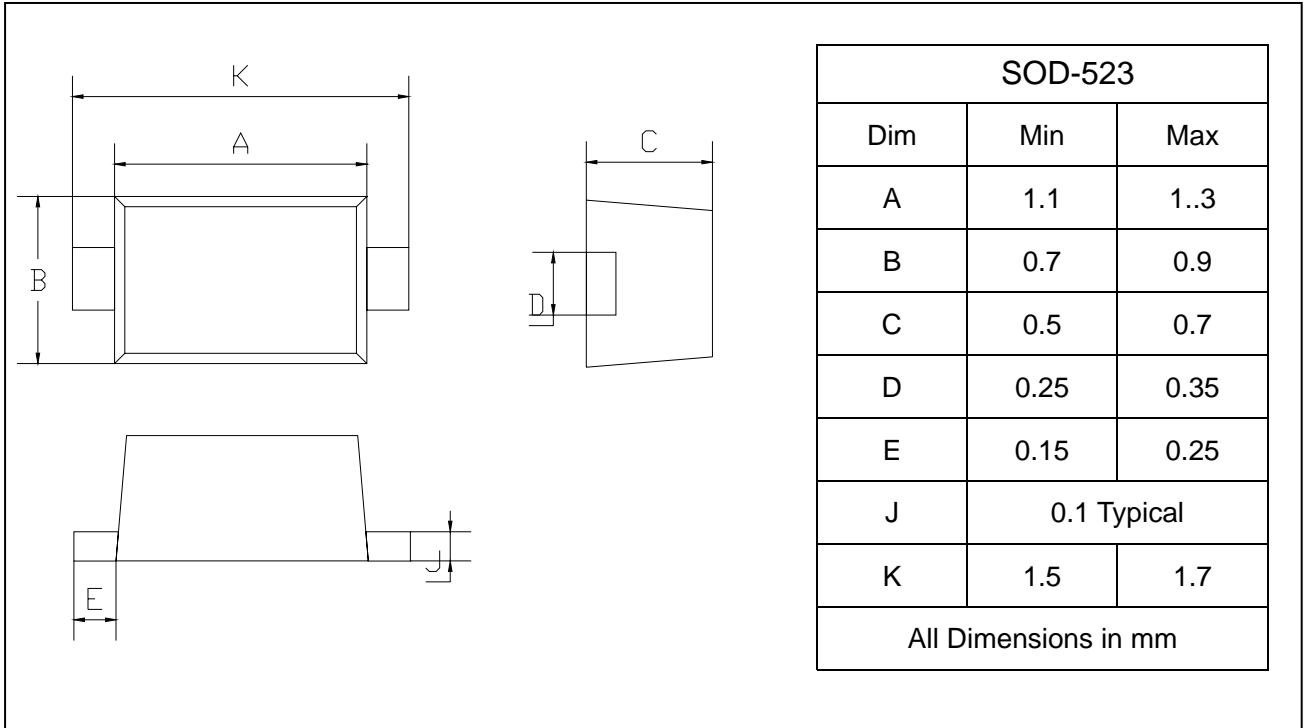 K
A
B
C
D
E
J
SOD-523
Dim Min Max
A 1.1 1..3
B 0.7 0.9
C 0.5 0.7
D 0.25 0.35
E 0.15 0.25
J 0.1 Typical
K 1.5 1.7
All Dimensions in mm